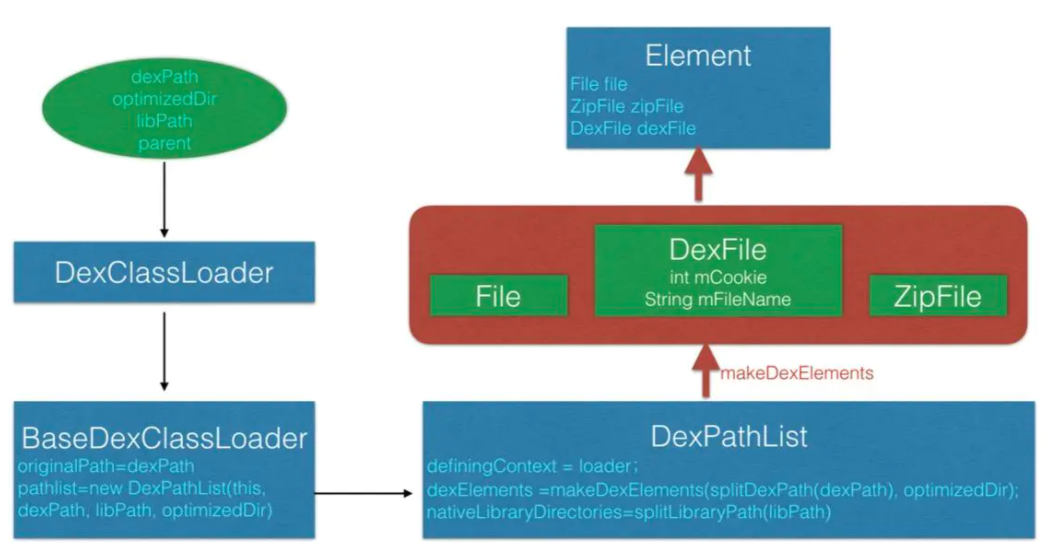 dexPath
optimizedDir
libPath
parent
DexClassLoader
BaseDexClassLoader
originalPath=dexPath
pathlist=new DexPathList(this,
dexPath, libPath, optimizedDir)
DexPathList
definingContext = loader;
dexElements =makeDexElements(splitDexPath(dexPath), optimizedDir);
nativeLibraryDirectories=splitLibraryPath(libPath)
makeDexElements
File
DexFile
int mCookie
String mFileName
ZipFile
Element
File file
ZipFile zipFile
DexFile dexFile